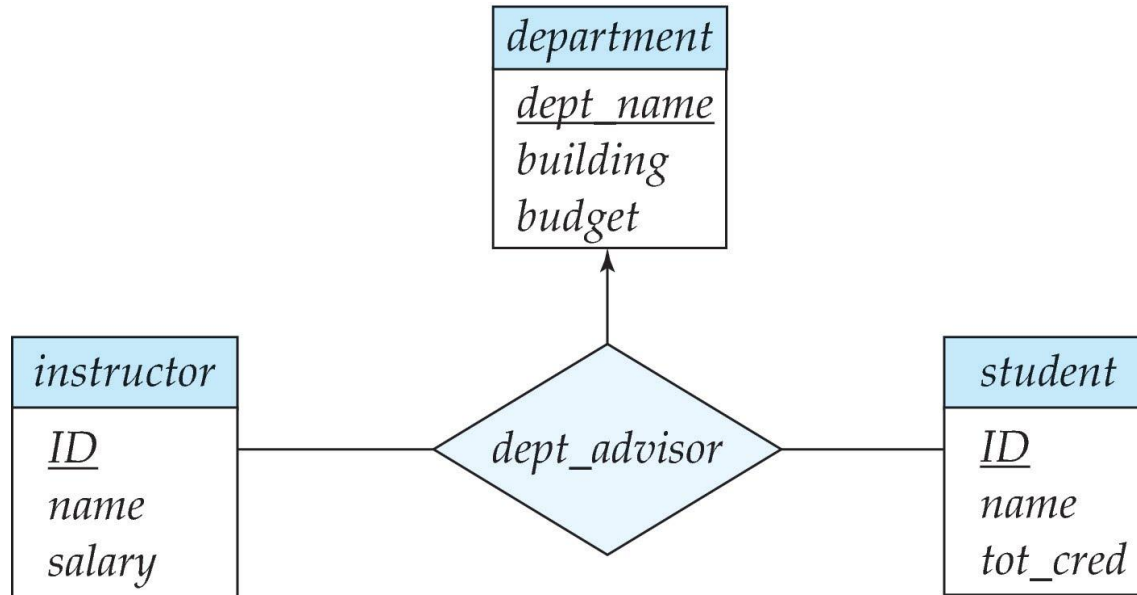 department
dept_name
building
budget
instructor
ID
name
salary
dept_advisor
student
ID
name
tot_cred